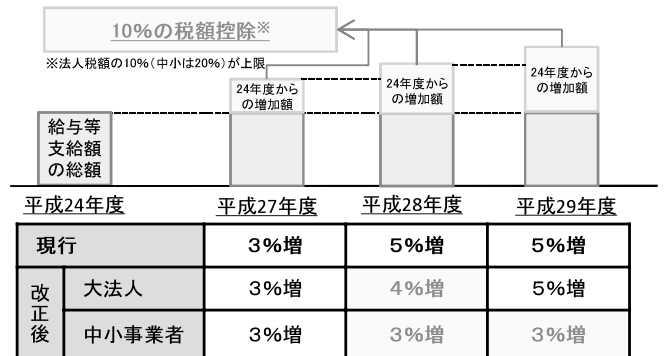 10%の税額控除※
※法人税額の10%(中小は20%)が上限
給与等
支給額
の総額
24年度から
の増加額
24年度から
の増加額
24年度から
の増加額
平成24年度
平成27年度
平成28年度
平成29年度
現行
3%増
5%増
5%増
改正後
大法人
3%増
4%増
5%増
中小事業者
3%増
3%増
3%増